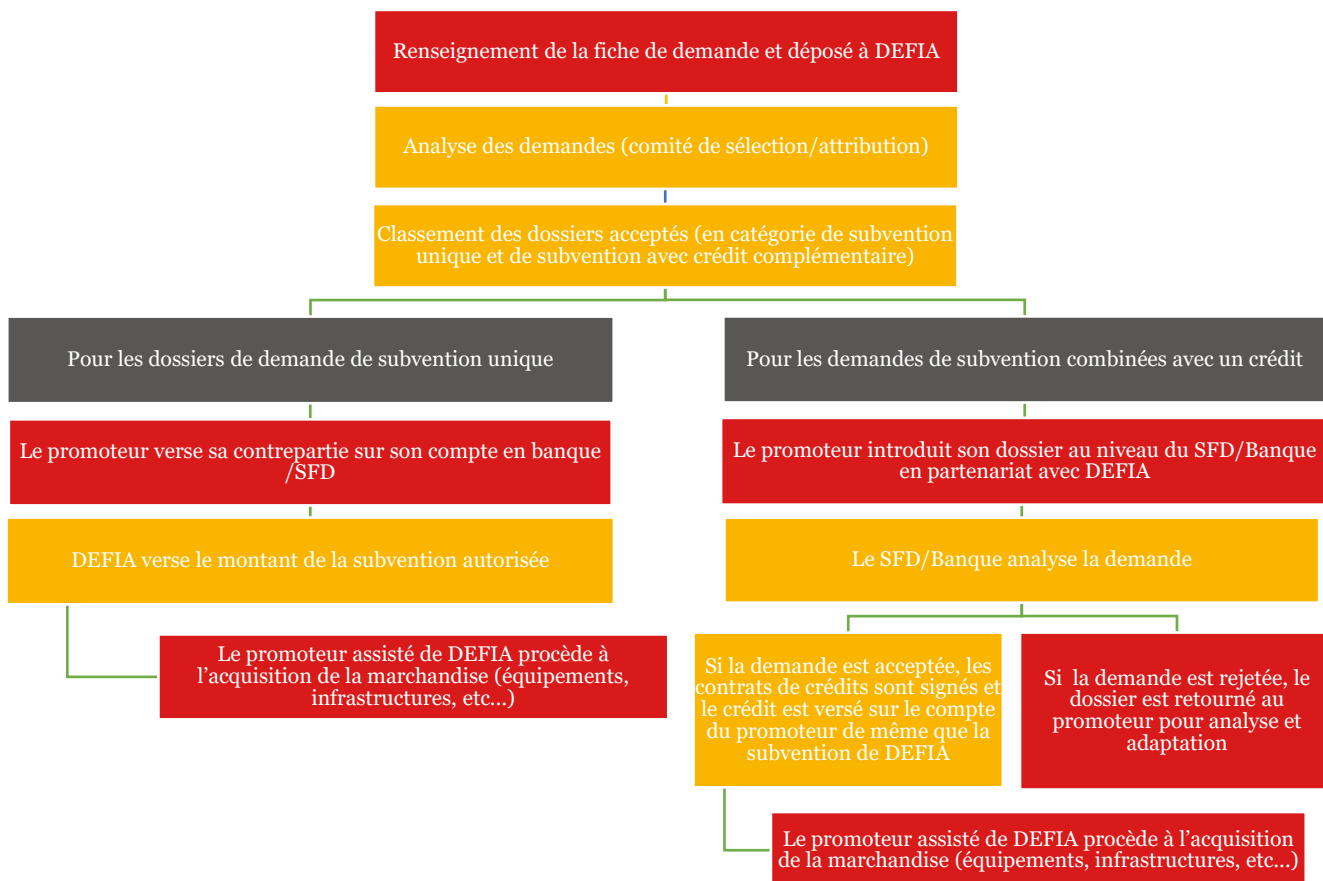 Renseignement de la fiche de demande et déposé à DEFIA
Analyse des demandes (comité de sélection/attribution)
Classement des dossiers acceptés (en catégorie de subvention
unique et de subvention avec crédit complémentaire)
Pour les dossiers de demande de subvention unique
Le promoteur verse sa contrepartie sur son compte en banque
/SFD
DEFIA verse le montant de la subvention autorisée
Le promoteur assisté de DEFIA procède à
l’acquisition de la marchandise (équipements,
infrastructures, etc...)
Pour les demandes de subvention combinées avec un crédit
Le promoteur introduit son dossier au niveau du SFD/Banque
en partenariat avec DEFIA
Le SFD/Banque analyse la demande
Si la demande est acceptée, les
contrats de crédits sont signés et
le crédit est versé sur le compte
du promoteur de même que la
subvention de DEFIA
Si la demande est rejetée, le
dossier est retourné au
promoteur pour analyse et
adaptation
Le promoteur assisté de DEFIA procède à l’acquisition
de la marchandise (équipements, infrastructures, etc...)